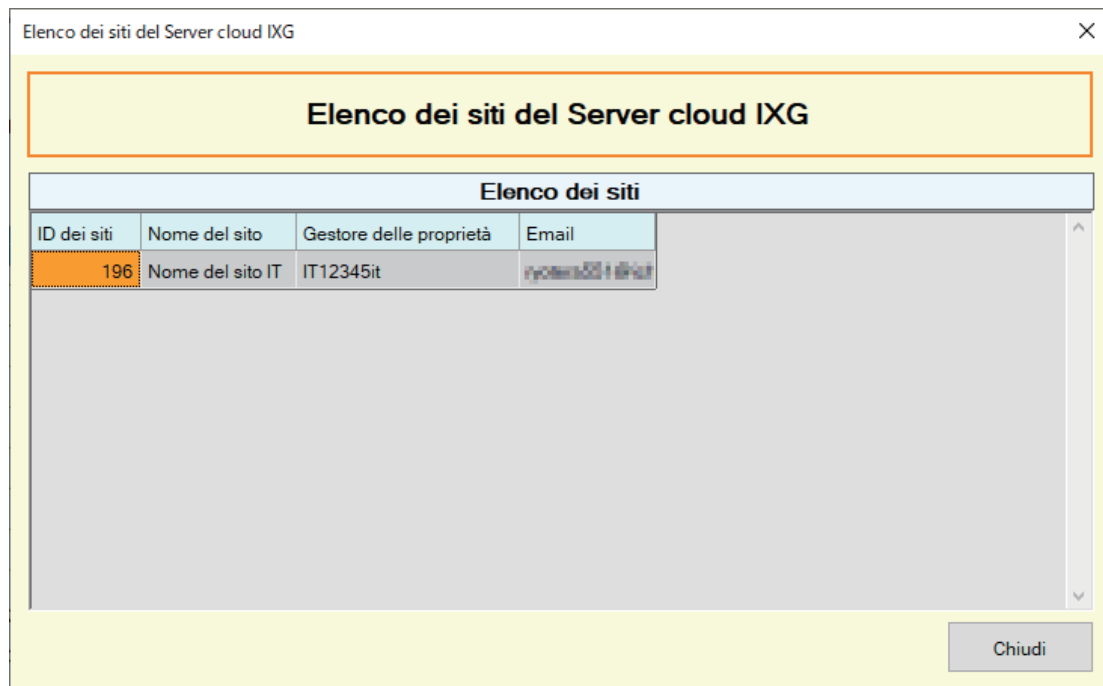 Elenco dei siti del Server cloud IXG
Elenco dei siti del Server cloud IXG
Elenco dei siti
ID dei siti Nome del sito Gestore delle proprietà Email
196 Nome del sito IT IT12345it
Chiudi